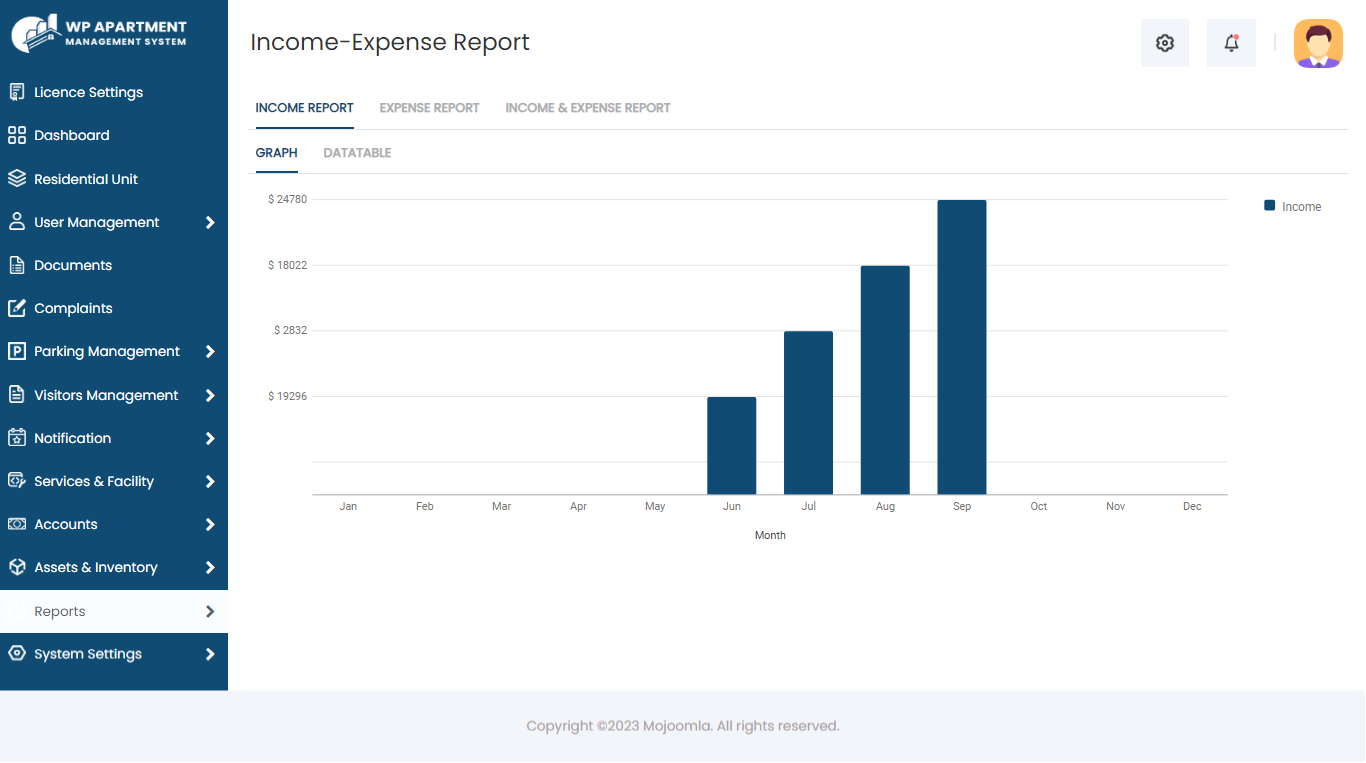 WP APARTMENT
MANAGEMENT SYSTEM
Licence Settings
Dashboard
Residential Unit
User Management
Documents
Complaints
Parking Management
Visitors Management
Notification
Services & Facility
Accounts
Assets & Inventory
Reports
System Settings
Income-Expense Report
INCOME REPORT EXPENSE REPORT INCOME & EXPENSE REPORT
GRAPH DATATABLE
$ 24780
$ 18022
$ 2832
$ 19296
Income
Jan Feb Mar Apr May Jun Jul Aug Sep Oct Nov Dec
Month
Copyright ©2023 Mojoomla. All rights reserved.